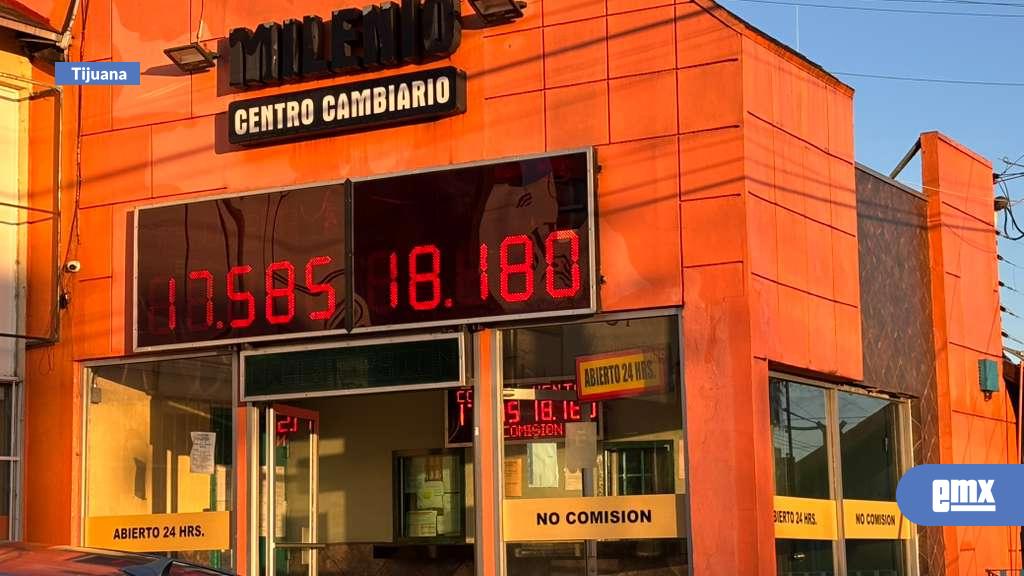 Tijuana
MILENIO
CENTRO CAMBIARIO
17.585 18.180
ABIERTO 24 HRS.
COMISION
ABIERTO 24 HRS.
NO COMISION
ABIERTO 24 HRS.
NO COMISION
emx